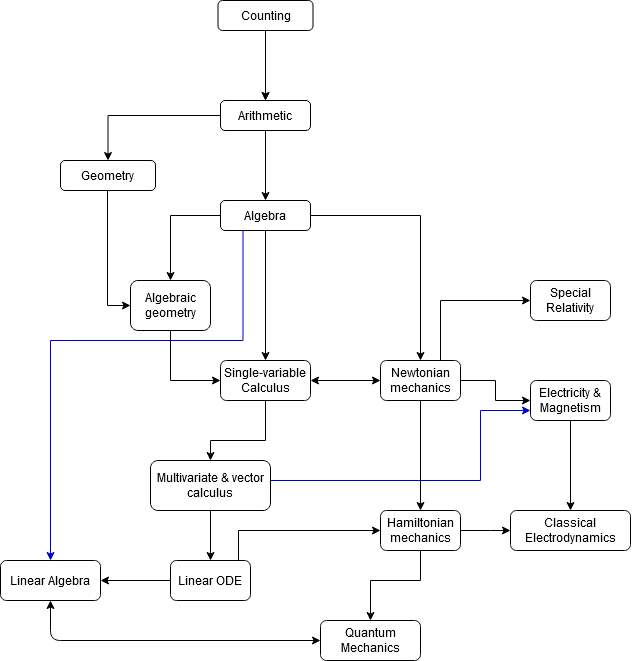 Counting
Arithmetic
Geometry
Algebra
Algebraic
geometry
Special
Relativity
Single-variable
Calculus
Newtonian
mechanics
Electricity &
Magnetism
Multivariate & vector
calculus
Hamiltonian
mechanics
Classical
Electrodynamics
Linear Algebra
Linear ODE
Quantum
Mechanics